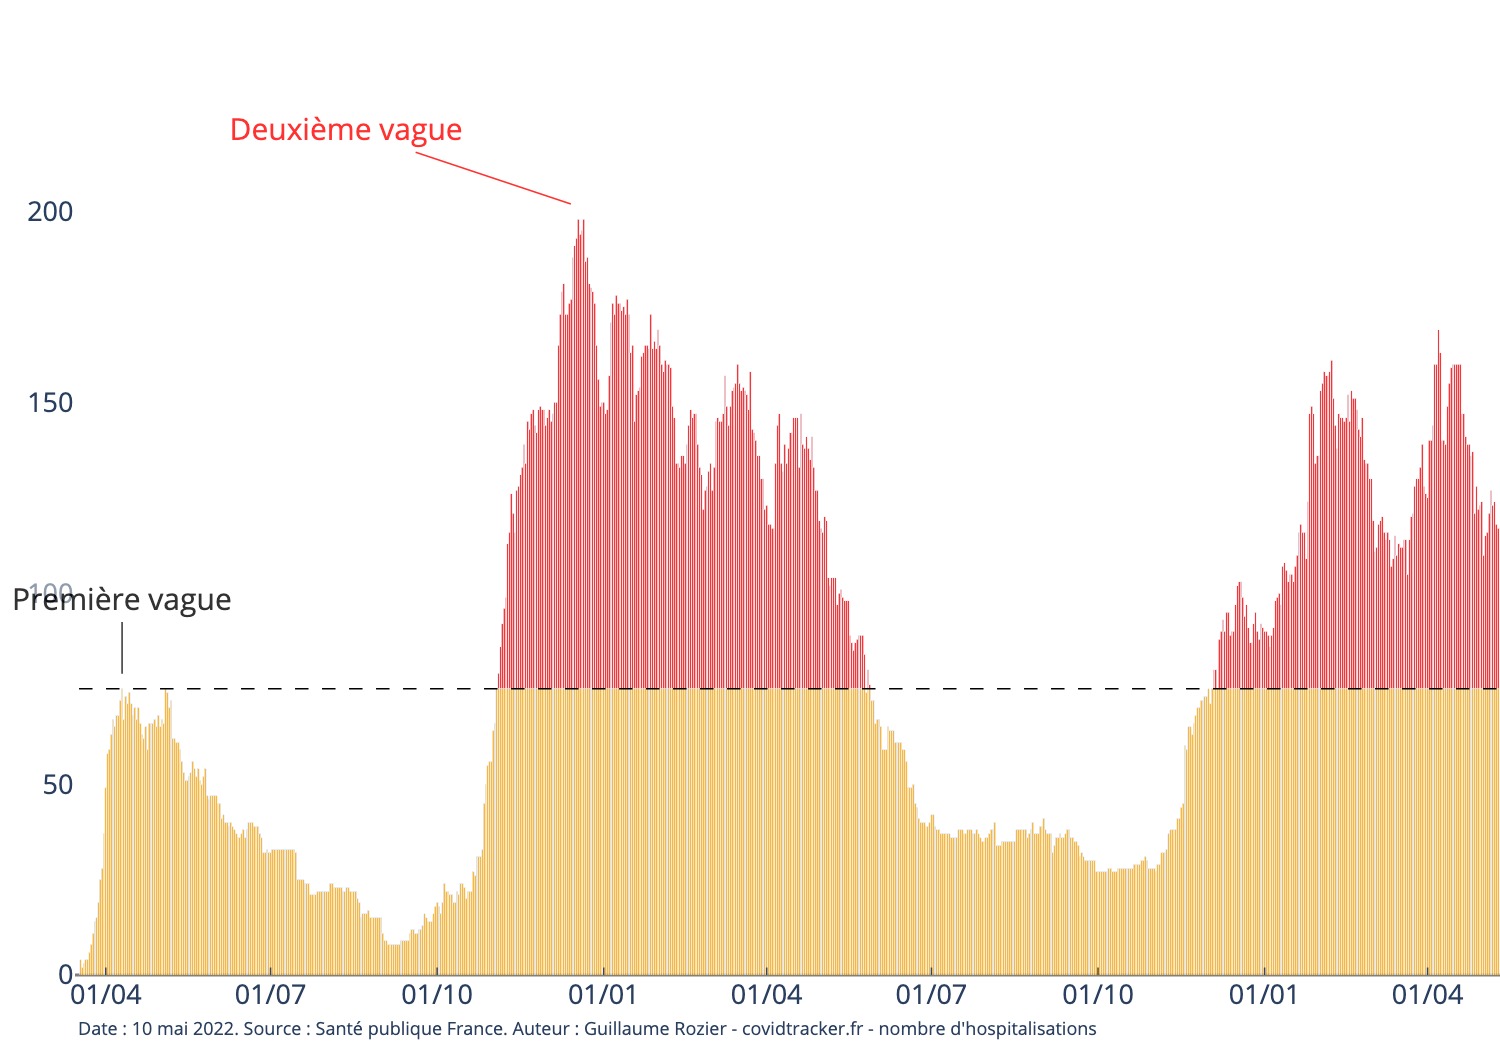 Deuxième vague
200
150
100
Première vague
50
0
01/04 01/07 01/10 01/01 01/04 01/07 01/10 01/01 01/04
Date : 10 mai 2022. Source : Santé publique France. Auteur : Guillaume Rozier - covidtracker.fr - nombre d'hospitalisations